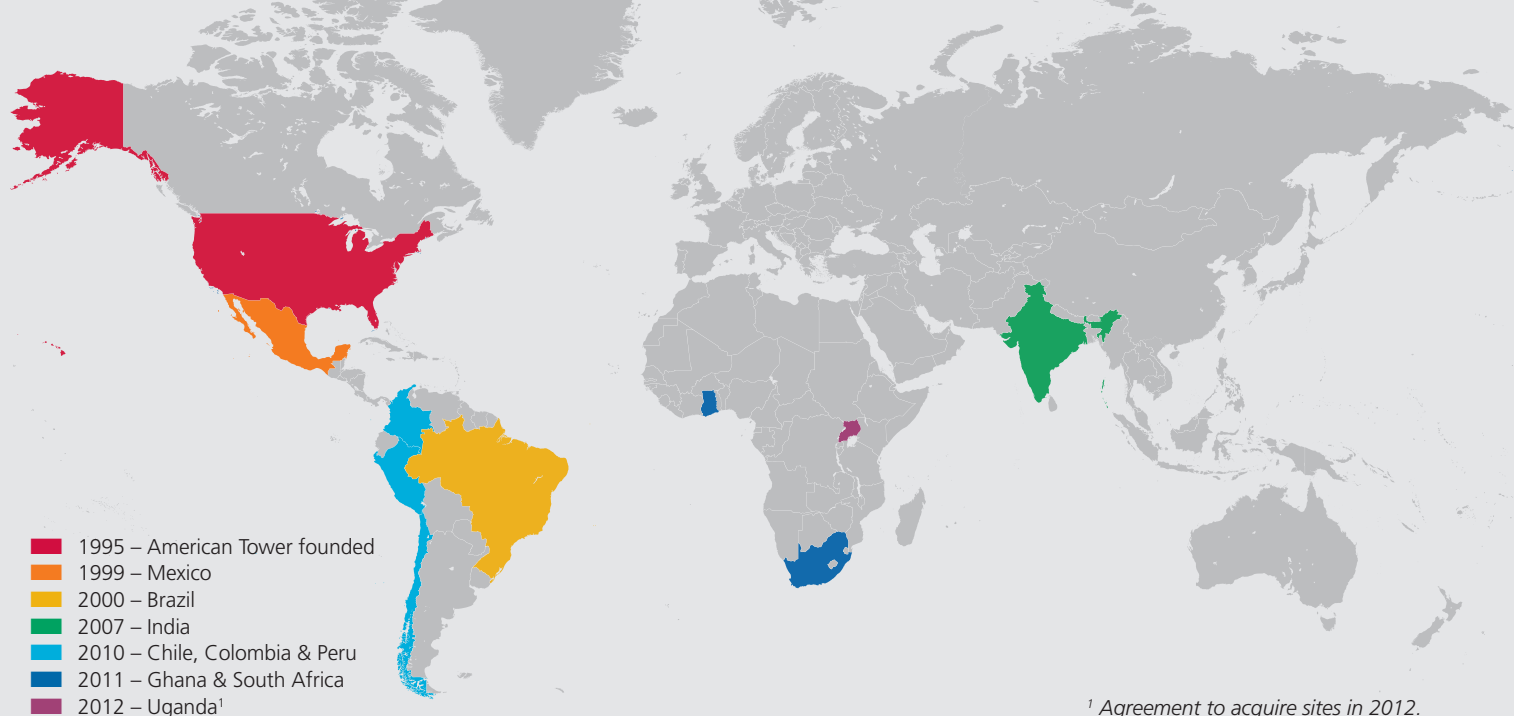 1995 – American Tower founded
1999 – Mexico
2000 – Brazil
2007 – India
2010 – Chile, Colombia & Peru
2011 – Ghana & South Africa
2012 – Uganda¹
¹ Agreement to acquire sites in 2012.